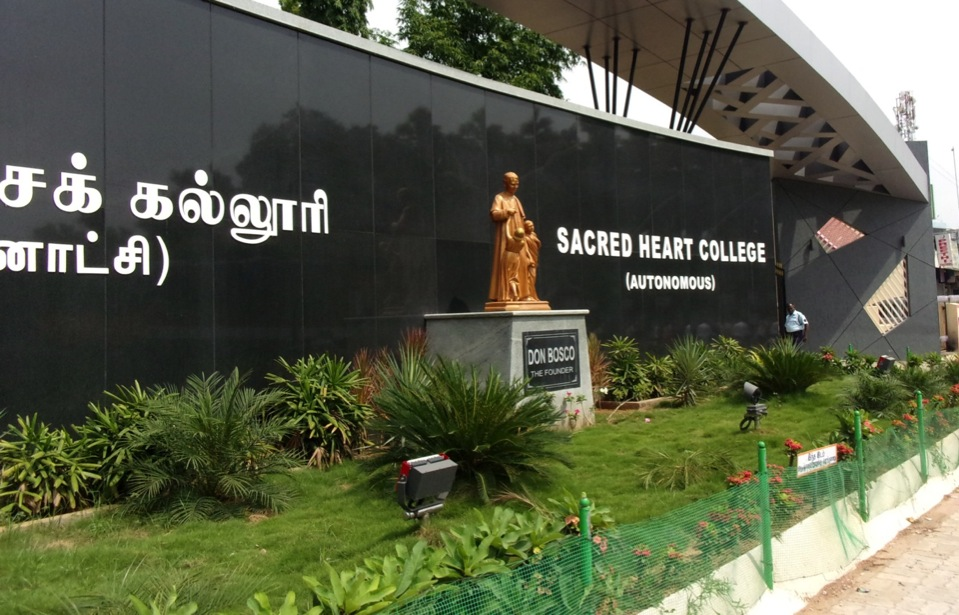 சக் கல்லூரி
னாட்சி)
SACRED HEART COLLEGE
(AUTONOMOUS)
DON BOSCO
THE FOUNDER